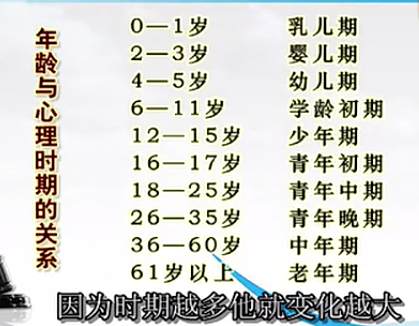 年龄与心理时期的关系
0—1岁 乳儿期
2—3岁 婴儿期
4—5岁 幼儿期
6—11岁 学龄初期
12—15岁 少年期
16—17岁 青年初期
18—25岁 青年中期
26—35岁 青年晚期
36—60岁 中年期
61岁以上 老年期
因为时期越多他就变化越大